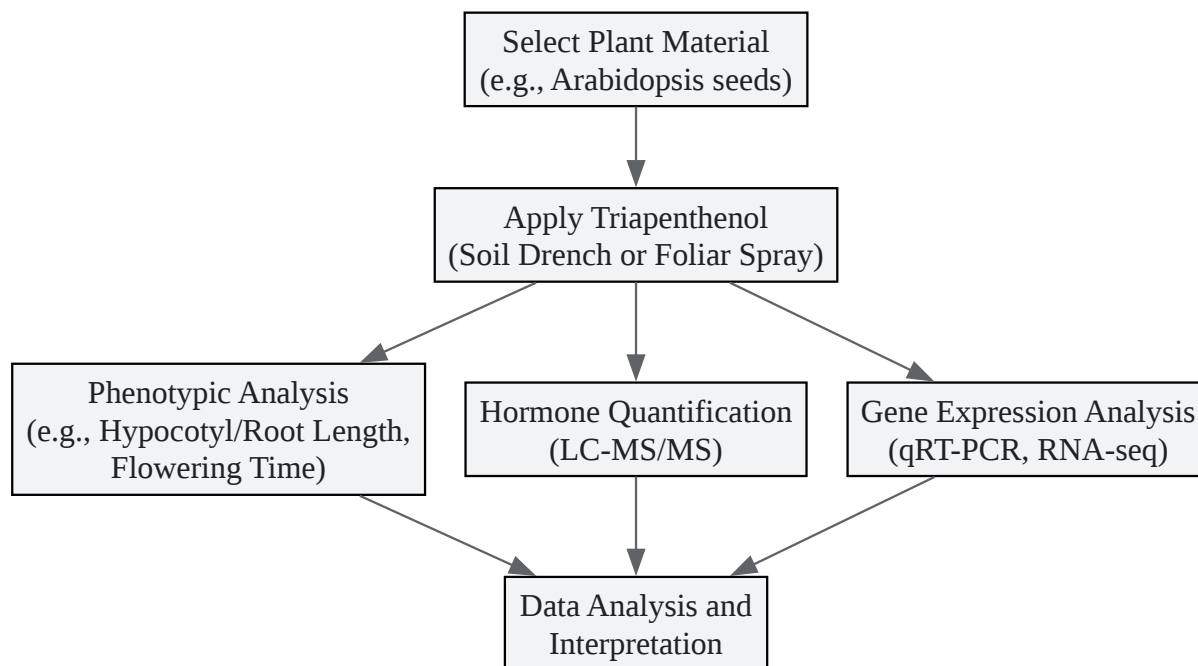 Select Plant Material
(e.g., Arabidopsis seeds)
Apply Triapenthenol
(Soil Drench or Foliar Spray)
Phenotypic Analysis
(e.g., Hypocotyl/Root Length,
Flowering Time)
Hormone Quantification
(LC-MS/MS)
Gene Expression Analysis
(qRT-PCR, RNA-seq)
Data Analysis and
Interpretation